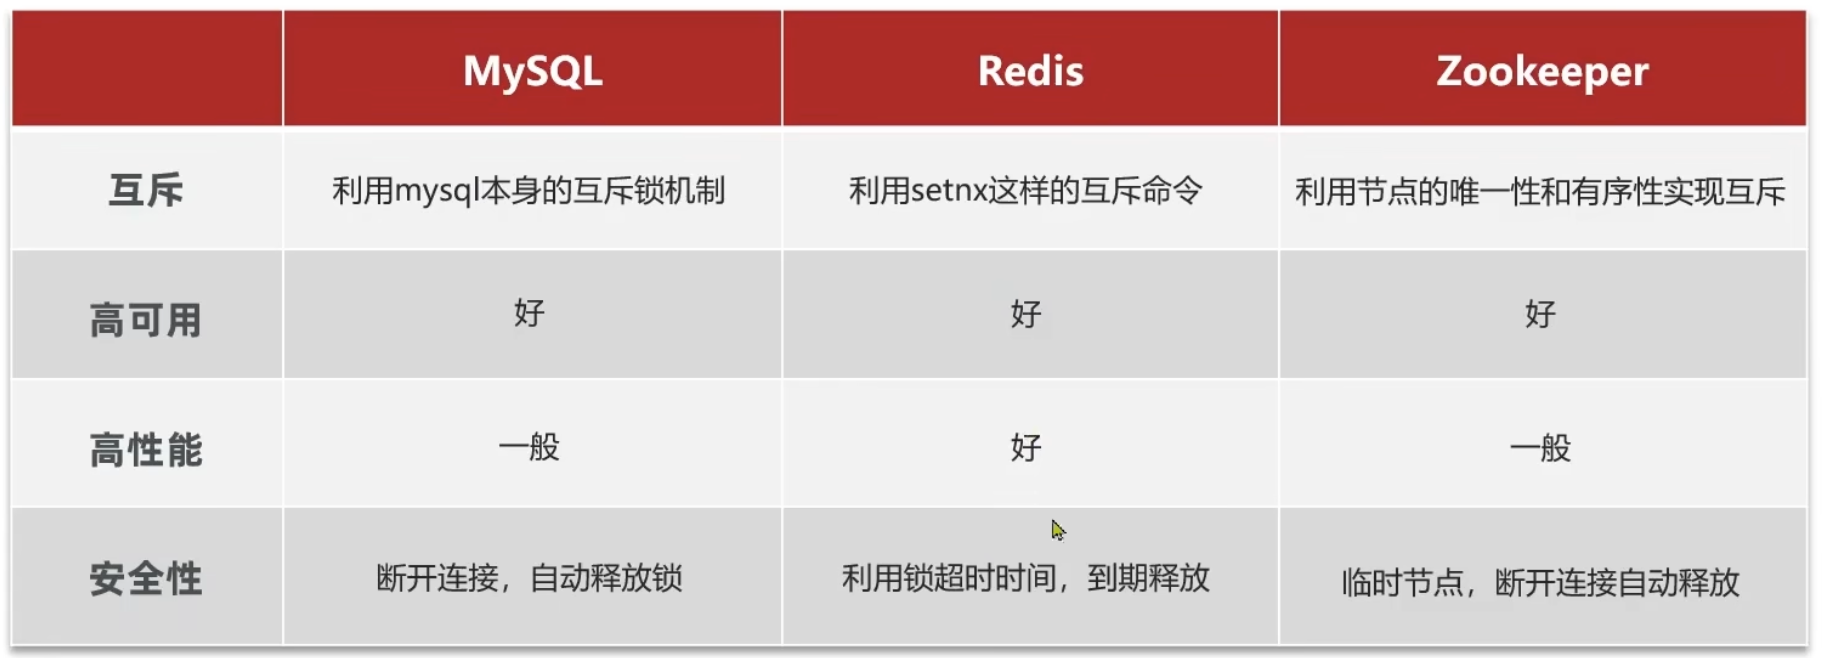 MySQL Redis Zookeeper
互斥 利用mysql本身的互斥锁机制 利用setnx这样的互斥命令 利用节点的唯一性和有序性实现互斥
高可用 好 好 好
高性能 一般 好 一般
安全性 断开连接，自动释放锁 利用锁超时时间，到期释放 临时节点，断开连接自动释放